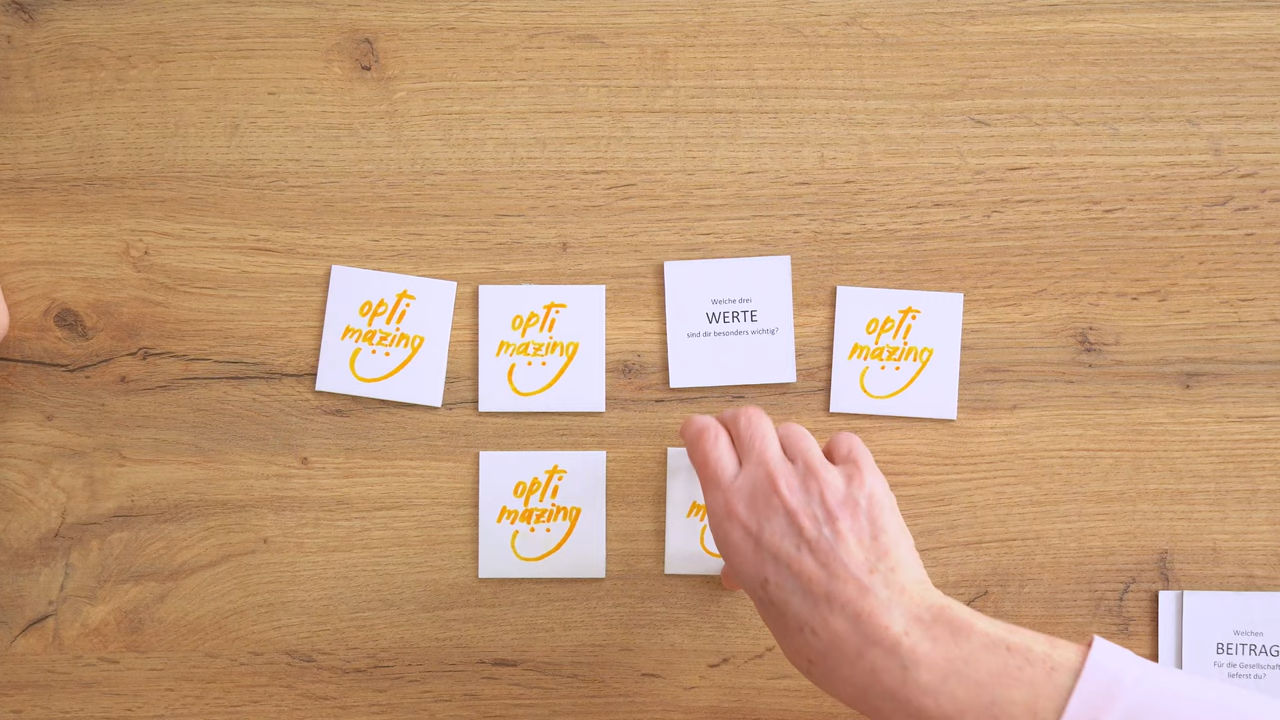 opti
mazing
opti
mazing
Welche drei
WERTE
sind dir besonders wichtig?
opti
mazing
opti
mazing
Welchen
BEITRAG
Für die Gesellschaft
lieferst du?